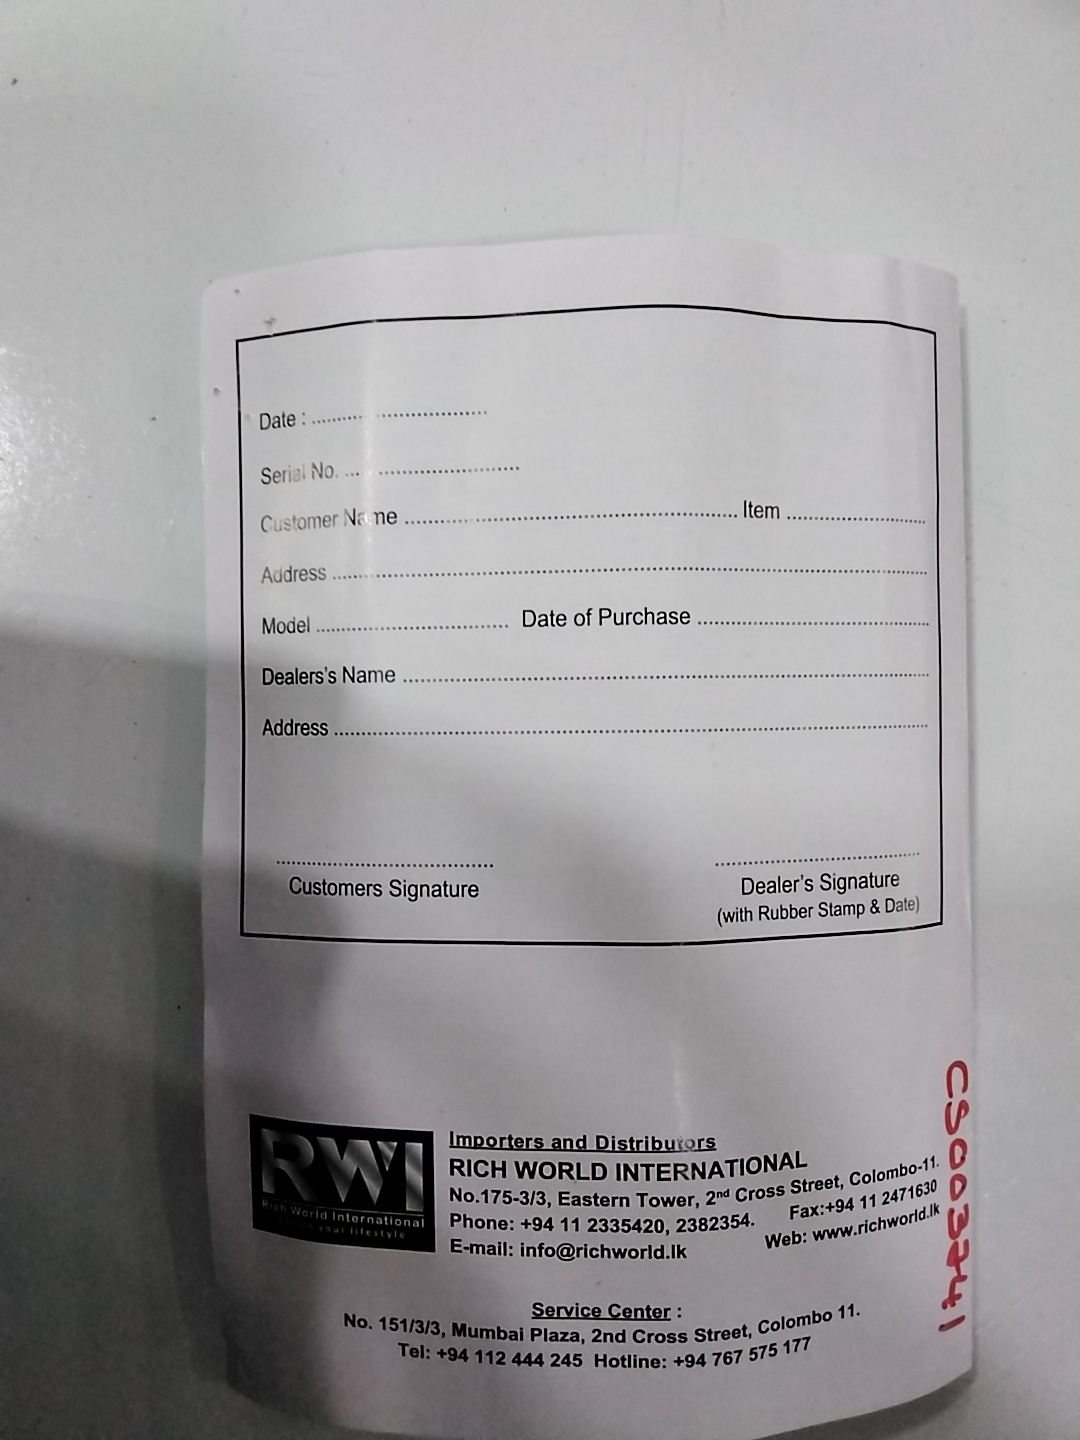 Date : ....................................
Serial No. ....................................
Customer Name .................................................................. Item ............................
Address ........................................................................................................................
Model ....................................... Date of Purchase ...............................................
Dealers's Name .........................................................................................................
Address ........................................................................................................................
............................................ .........................................
Customers Signature Dealer's Signature
(with Rubber Stamp & Date)
RWI
Rich World International
your lifestyle
Importers and Distributors
RICH WORLD INTERNATIONAL
No.175-3/3, Eastern Tower, 2nd Cross Street, Colombo-11.
Phone: +94 11 2335420, 2382354. Fax:+94 11 2471630
E-mail: info@richworld.lk Web: www.richworld.lk
Service Center :
No. 151/3/3, Mumbai Plaza, 2nd Cross Street, Colombo 11.
Tel: +94 112 444 245 Hotline: +94 767 575 177